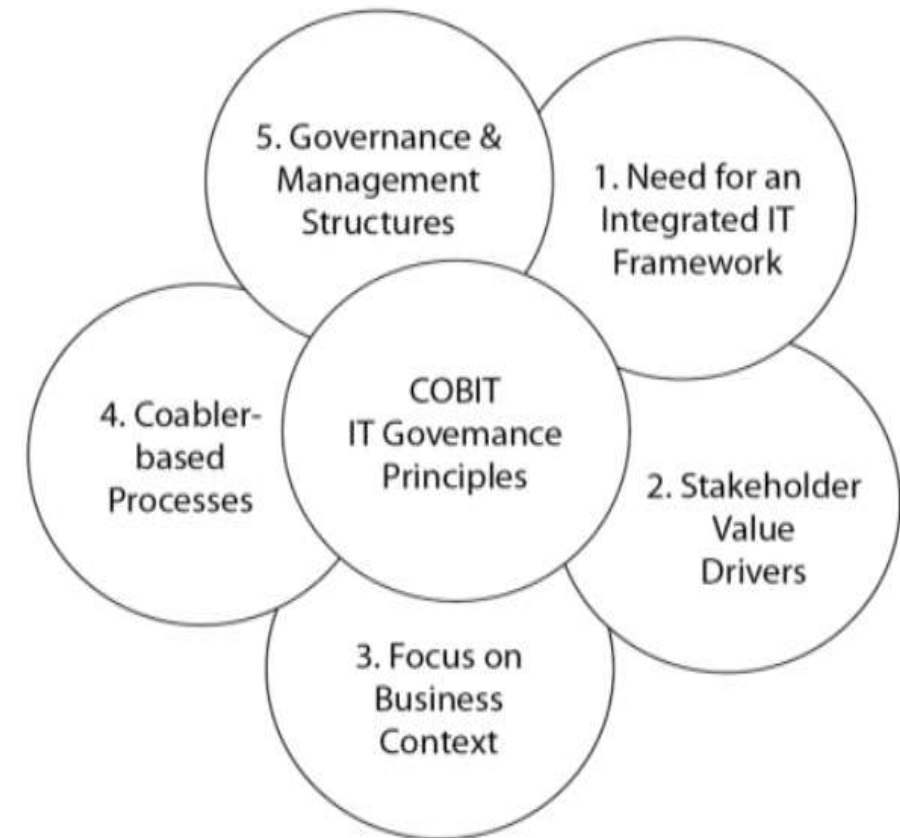 5. Governance &
Management
Structures
1. Need for an
Integrated IT
Framework
COBIT
IT Govemance
Principles
4. Coabler-
based
Processes
2. Stakeholder
Value
Drivers
3. Focus on
Business
Context